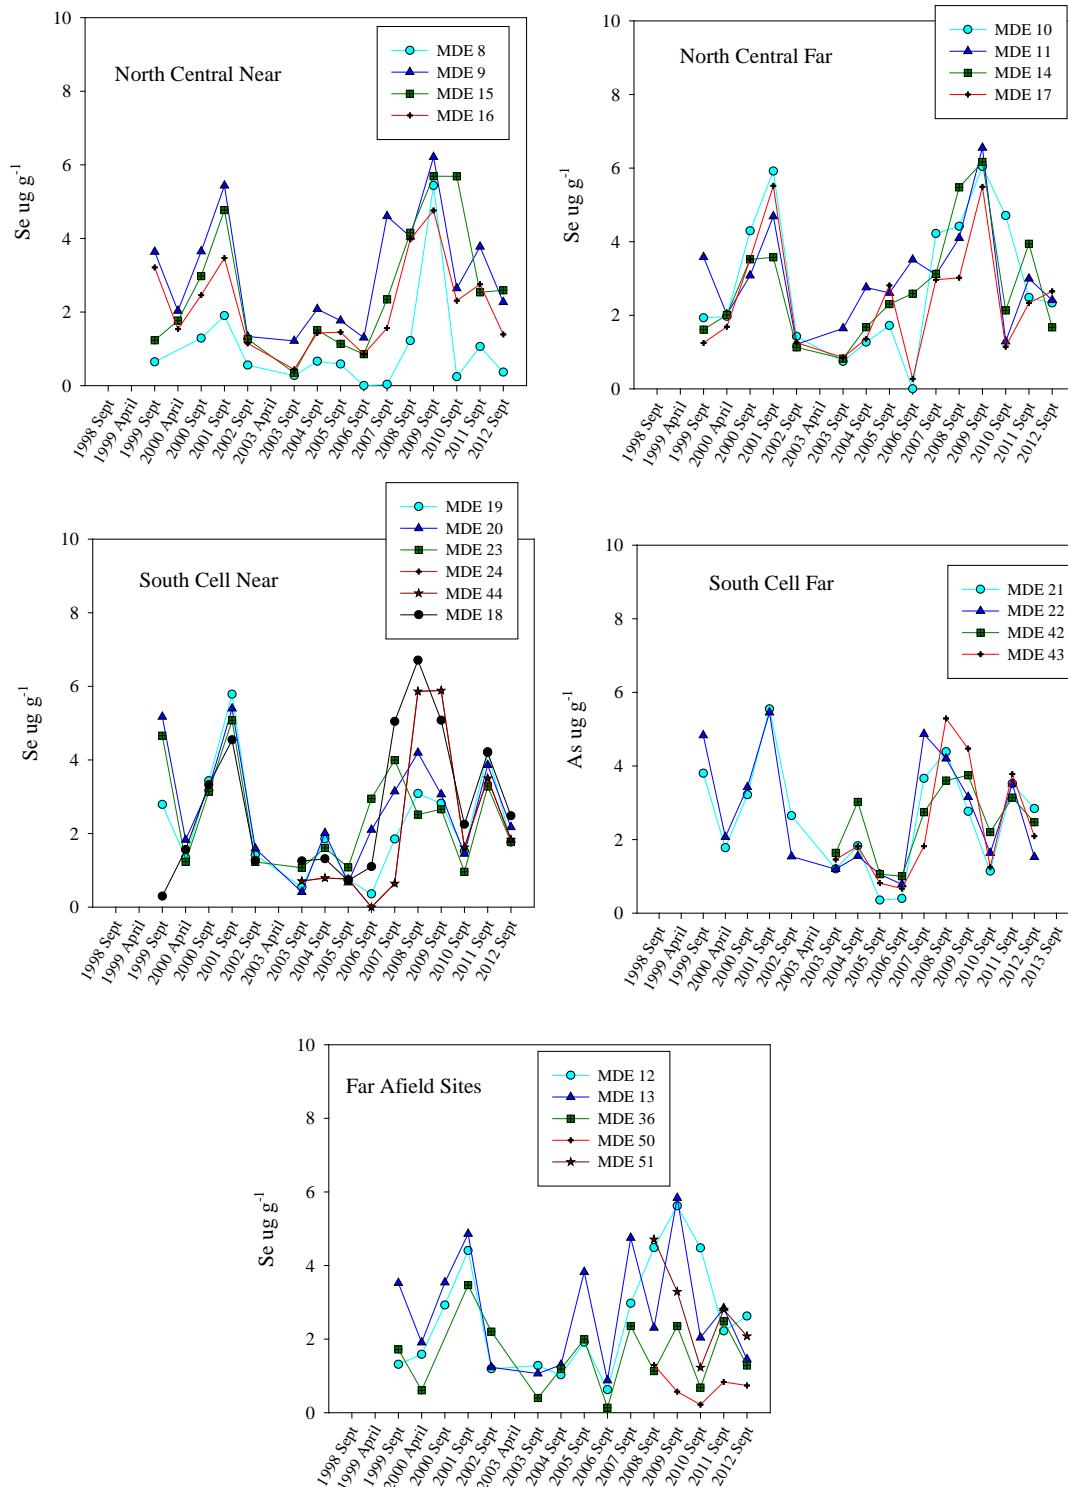 North Central Near
MDE 8
MDE 9
MDE 15
MDE 16
Se ug g-1
10
8
6
4
2
0
1998 Sept
1999 April
1999 Sept
2000 April
2000 Sept
2001 Sept
2002 Sept
2003 April
2003 Sept
2004 Sept
2005 Sept
2006 Sept
2007 Sept
2008 Sept
2009 Sept
2010 Sept
2011 Sept
2012 Sept
North Central Far
MDE 10
MDE 11
MDE 14
MDE 17
Se ug g-1
10
8
6
4
2
0
1998 Sept
1999 April
1999 Sept
2000 April
2000 Sept
2001 Sept
2002 Sept
2003 April
2003 Sept
2004 Sept
2005 Sept
2006 Sept
2007 Sept
2008 Sept
2009 Sept
2010 Sept
2011 Sept
2012 Sept
South Cell Near
MDE 19
MDE 20
MDE 23
MDE 24
MDE 44
MDE 18
Se ug g-1
10
8
6
4
2
0
1998 Sept
1999 April
1999 Sept
2000 April
2000 Sept
2001 Sept
2002 Sept
2003 April
2003 Sept
2004 Sept
2005 Sept
2006 Sept
2007 Sept
2008 Sept
2009 Sept
2010 Sept
2011 Sept
2012 Sept
South Cell Far
MDE 21
MDE 22
MDE 42
MDE 43
As ug g-1
10
8
6
4
2
0
1998 Sept
1999 April
1999 Sept
2000 April
2000 Sept
2001 Sept
2002 Sept
2003 April
2003 Sept
2004 Sept
2005 Sept
2006 Sept
2007 Sept
2008 Sept
2009 Sept
2010 Sept
2011 Sept
2012 Sept
2013 Sept
Far Afield Sites
MDE 12
MDE 13
MDE 36
MDE 50
MDE 51
Se ug g-1
10
8
6
4
2
0
1998 Sept
1999 April
1999 Sept
2000 April
2000 Sept
2001 Sept
2002 Sept
2003 April
2003 Sept
2004 Sept
2005 Sept
2006 Sept
2007 Sept
2008 Sept
2009 Sept
2010 Sept
2011 Sept
2012 Sept